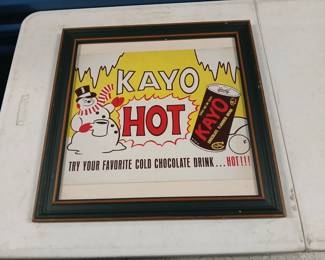 KAYO
HOT
KAYO
TRY YOUR FAVORITE COLD CHOCOLATE DRINK...HOT!!!